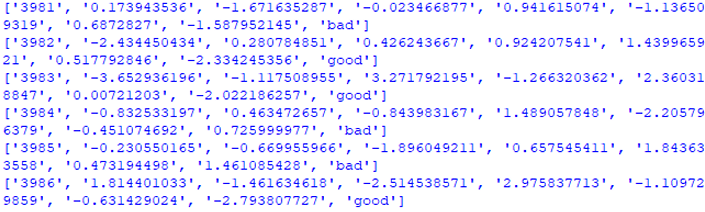 ['3981', '0.173943536', '-1.671635287', '-0.023466877', '0.941615074', '-1.13650
9319', '0.6872827', '-1.587952145', 'bad']
['3982', '-2.434450434', '0.280784851', '0.426243667', '0.924207541', '1.4399659
21', '0.517792846', '-2.334245356', 'good']
['3983', '-3.652936196', '-1.117508955', '3.271792195', '-1.266320362', '2.36031
8847', '0.00721203', '-2.022186257', 'good']
['3984', '-0.832533197', '0.463472657', '-0.843983167', '1.489057848', '-2.20579
6379', '-0.451074692', '0.725999977', 'bad']
['3985', '-0.230550165', '-0.669955966', '-1.896049211', '0.657545411', '1.84363
3558', '0.473194498', '1.461085428', 'bad']
['3986', '1.814401033', '-1.461634618', '-2.514538571', '2.975837713', '-1.10972
9859', '-0.631429024', '-2.793807727', 'good']